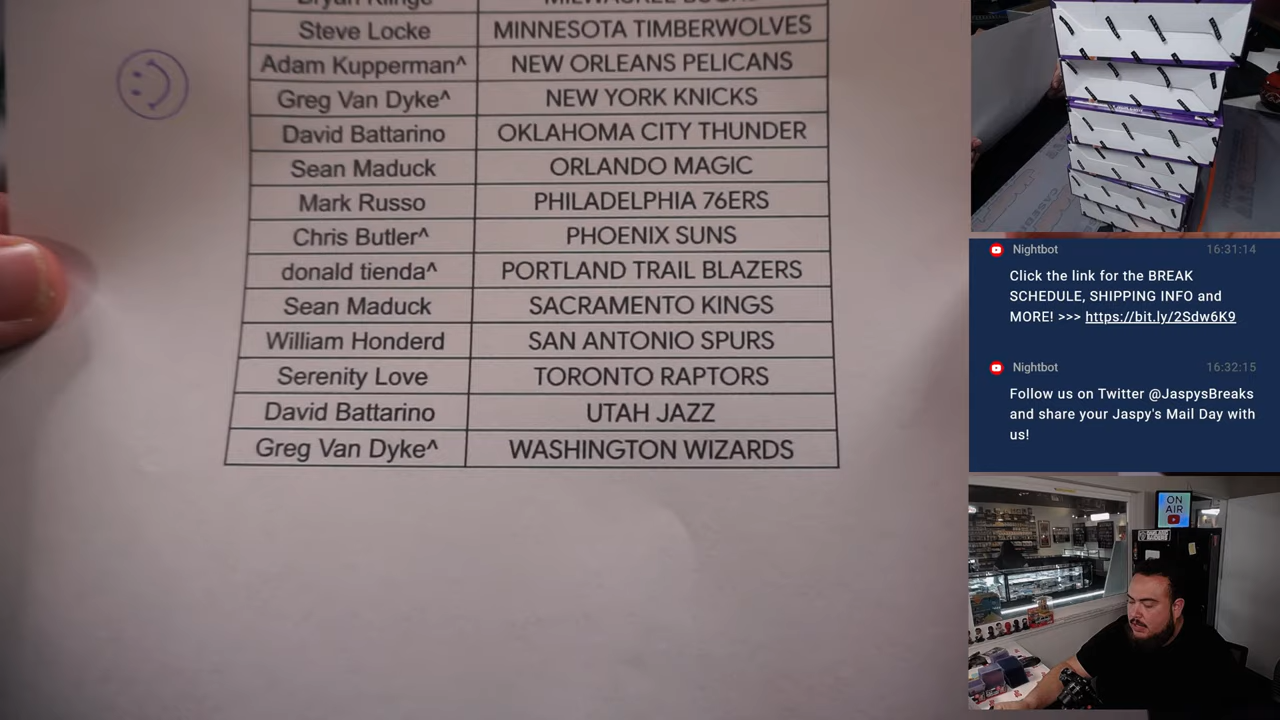 Steve Locke MINNESOTA TIMBERWOLVES
Adam Kupperman^ NEW ORLEANS PELICANS
Greg Van Dyke^ NEW YORK KNICKS
David Battarino OKLAHOMA CITY THUNDER
Sean Maduck ORLANDO MAGIC
Mark Russo PHILADELPHIA 76ERS
Chris Butler^ PHOENIX SUNS
donald tienda^ PORTLAND TRAIL BLAZERS
Sean Maduck SACRAMENTO KINGS
William Honderd SAN ANTONIO SPURS
Serenity Love TORONTO RAPTORS
David Battarino UTAH JAZZ
Greg Van Dyke^ WASHINGTON WIZARDS
Nightbot 16:31:14
Click the link for the BREAK
SCHEDULE, SHIPPING INFO and
MORE! >>> https://bit.ly/2Sdw6K9
Nightbot 16:32:15
Follow us on Twitter @JaspysBreaks
and share your Jaspy's Mail Day with
us!
ON
AIR